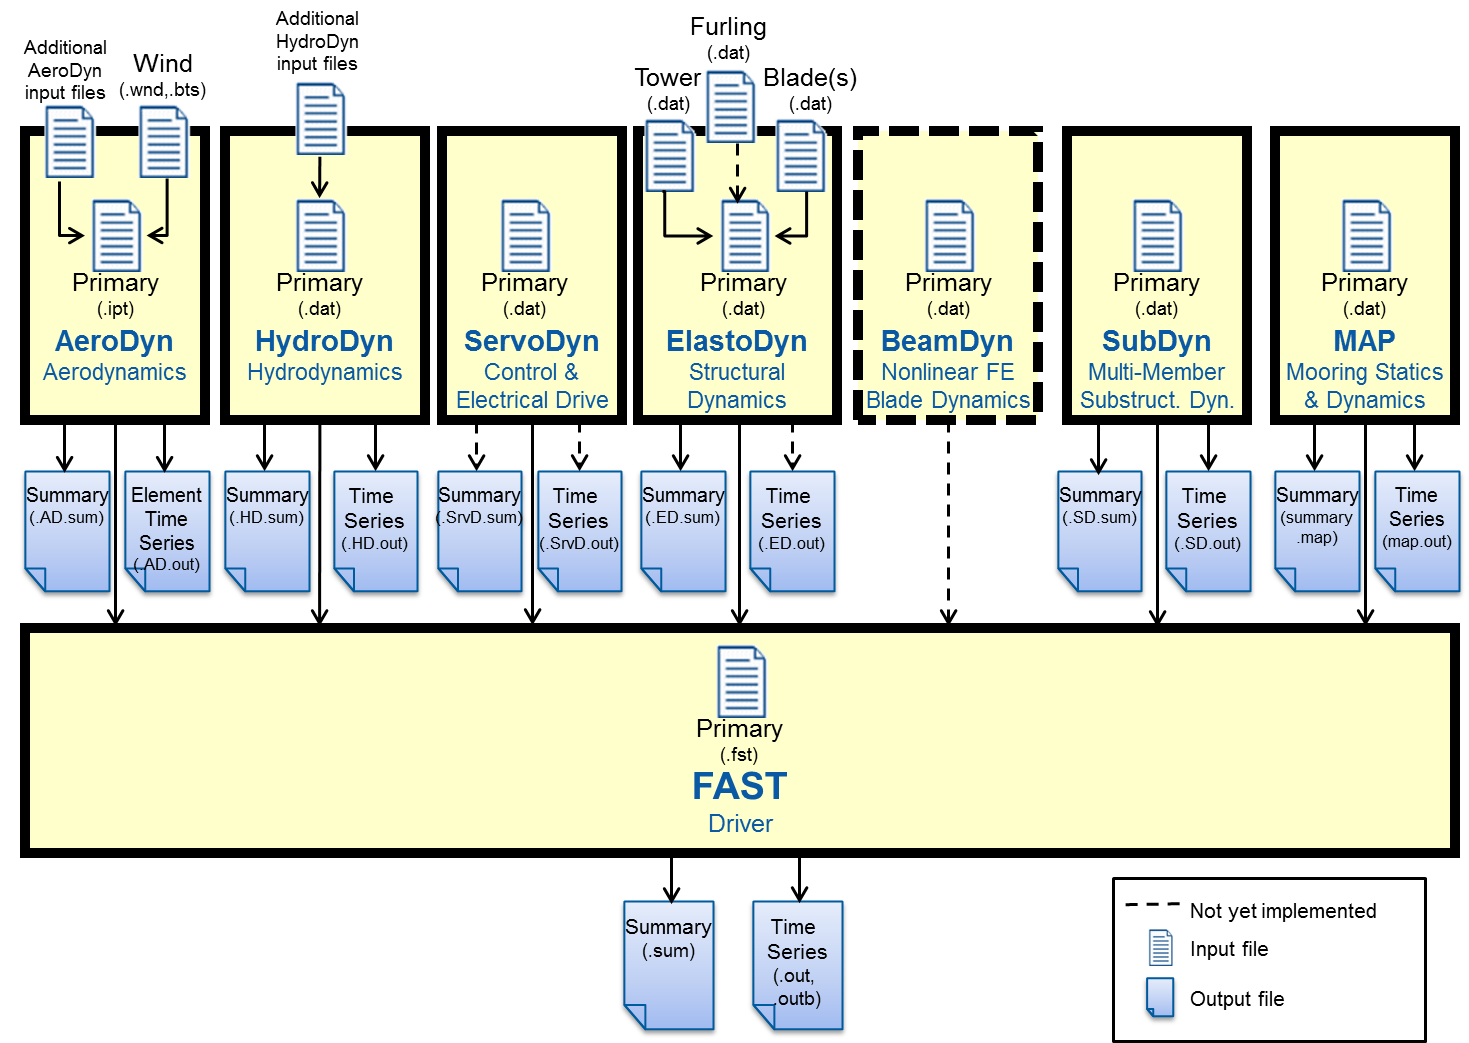 Additional
AeroDyn
input files
Wind
(.wnd,.bts)
Additional
HydroDyn
input files
Furling
(.dat)
Tower
(.dat)
Blade(s)
(.dat)
Primary
(.ipt)
AeroDyn
Aerodynamics
Primary
(.dat)
HydroDyn
Hydrodynamics
Primary
(.dat)
ServoDyn
Control &
Electrical Drive
Primary
(.dat)
ElastoDyn
Structural
Dynamics
Primary
(.dat)
BeamDyn
Nonlinear FE
Blade Dynamics
Primary
(.dat)
SubDyn
Multi-Member
Substruct. Dyn.
Primary
(.dat)
MAP
Mooring Statics
& Dynamics
Summary
(.AD.sum)
Element
Time
Series
(.AD.out)
Summary
(.HD.sum)
Time
Series
(.HD.out)
Summary
(.SrvD.sum)
Time
Series
(.SrvD.out)
Summary
(.ED.sum)
Time
Series
(.ED.out)
Summary
(.SD.sum)
Time
Series
(.SD.out)
Summary
(summary
.map)
Time
Series
(map.out)
Primary
(.fst)
FAST
Driver
Summary
(.sum)
Time
Series
(.out,
.outb)
Not yet implemented
Input file
Output file